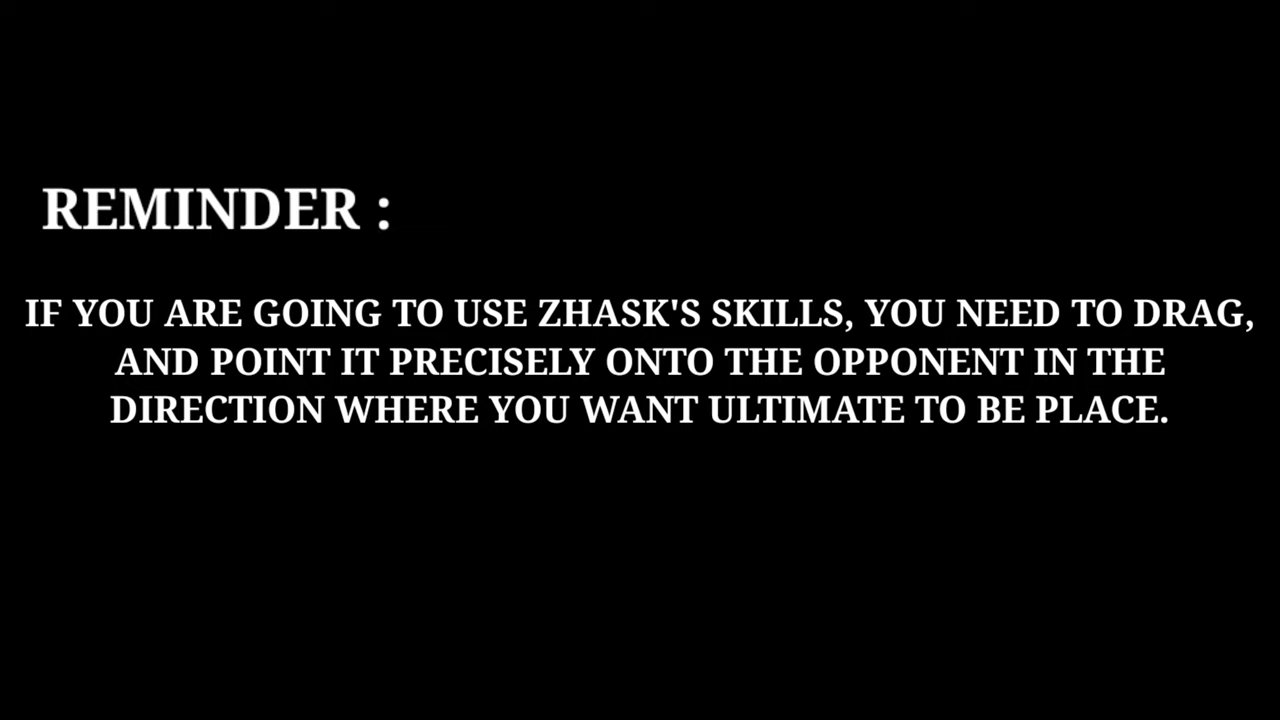 REMINDER :
IF YOU ARE GOING TO USE ZHASK'S SKILLS, YOU NEED TO DRAG,
AND POINT IT PRECISELY ONTO THE OPPONENT IN THE
DIRECTION WHERE YOU WANT ULTIMATE TO BE PLACE.